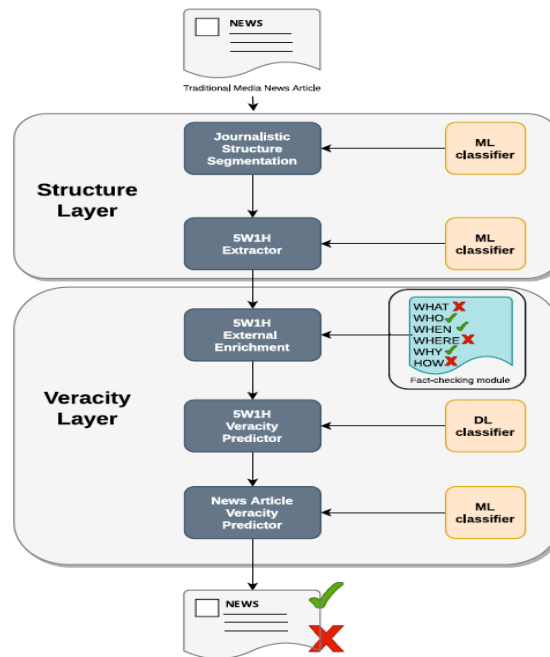 NEWS
Traditional Media News Article
Journalistic
Structure
Segmentation
ML
classifier
Structure
Layer
5W1H
Extractor
ML
classifier
5W1H
External
Enrichment
WHAT
WHO
WHEN
WHERE
WHY
HOW
Fact-checking module
Veracity
Layer
5W1H
Veracity
Predictor
DL
classifier
News Article
Veracity
Predictor
ML
classifier
NEWS